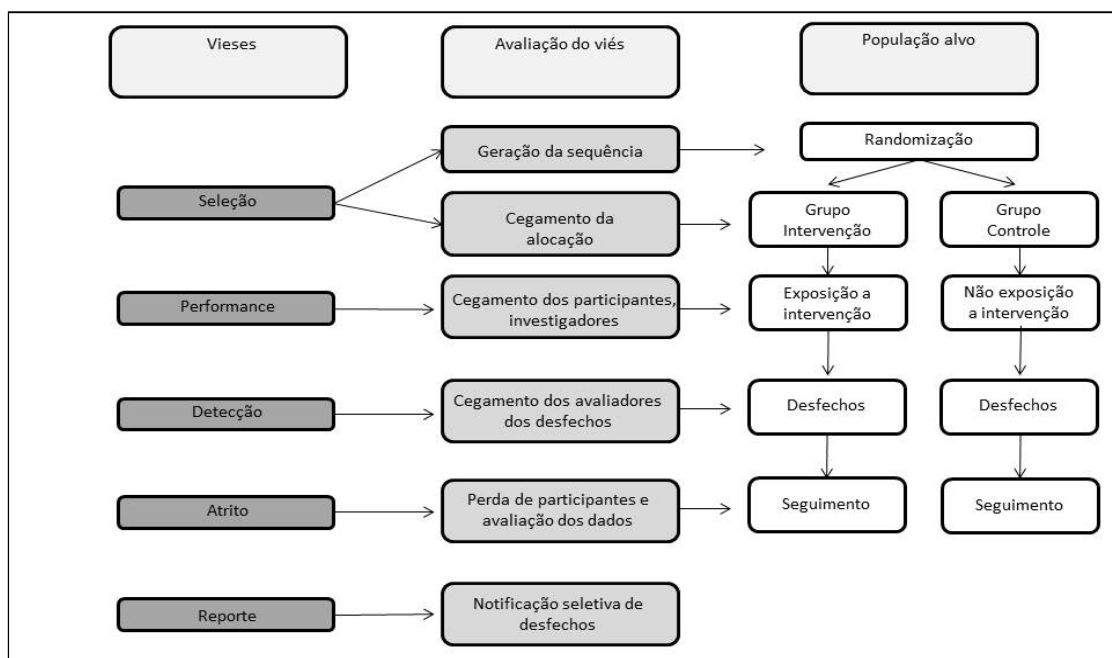 Vieses
Avaliação do viés
População alvo
Geração da sequência
Randomização
Seleção
Cegamento da
alocação
Grupo
Intervenção
Grupo
Controle
Performance
Cegamento dos participantes,
investigadores
Exposição a
intervenção
Não exposição
a intervenção
Detecção
Cegamento dos avaliadores
dos desfechos
Desfechos
Desfechos
Atrito
Perda de participantes e
avaliação dos dados
Seguimento
Seguimento
Reporte
Notificação seletiva de
desfechos